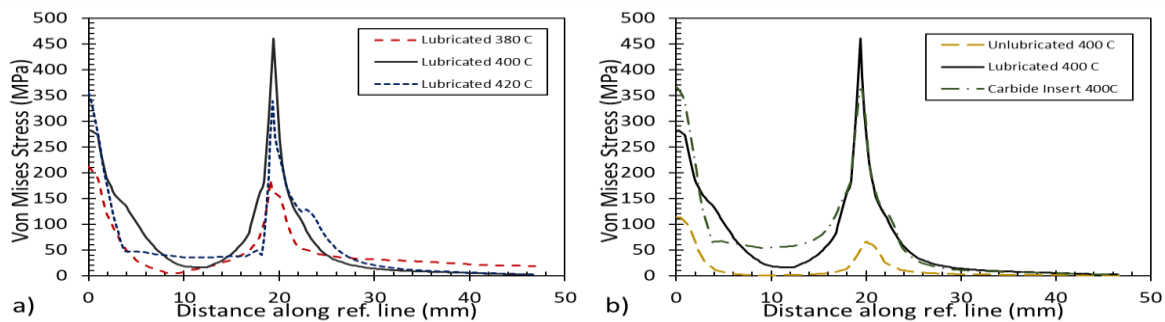 500
450
400
350
300
250
200
150
100
50
0
Von Mises Stress (MPa)
Lubricated 380 C
Lubricated 400 C
Lubricated 420 C
0 10 20 30 40 50
Distance along ref. line (mm)
a)
500
450
400
350
300
250
200
150
100
50
0
Von Mises Stress (MPa)
Unlubricated 400 C
Lubricated 400 C
Carbide Insert 400C
0 10 20 30 40 50
Distance along ref. line (mm)
b)